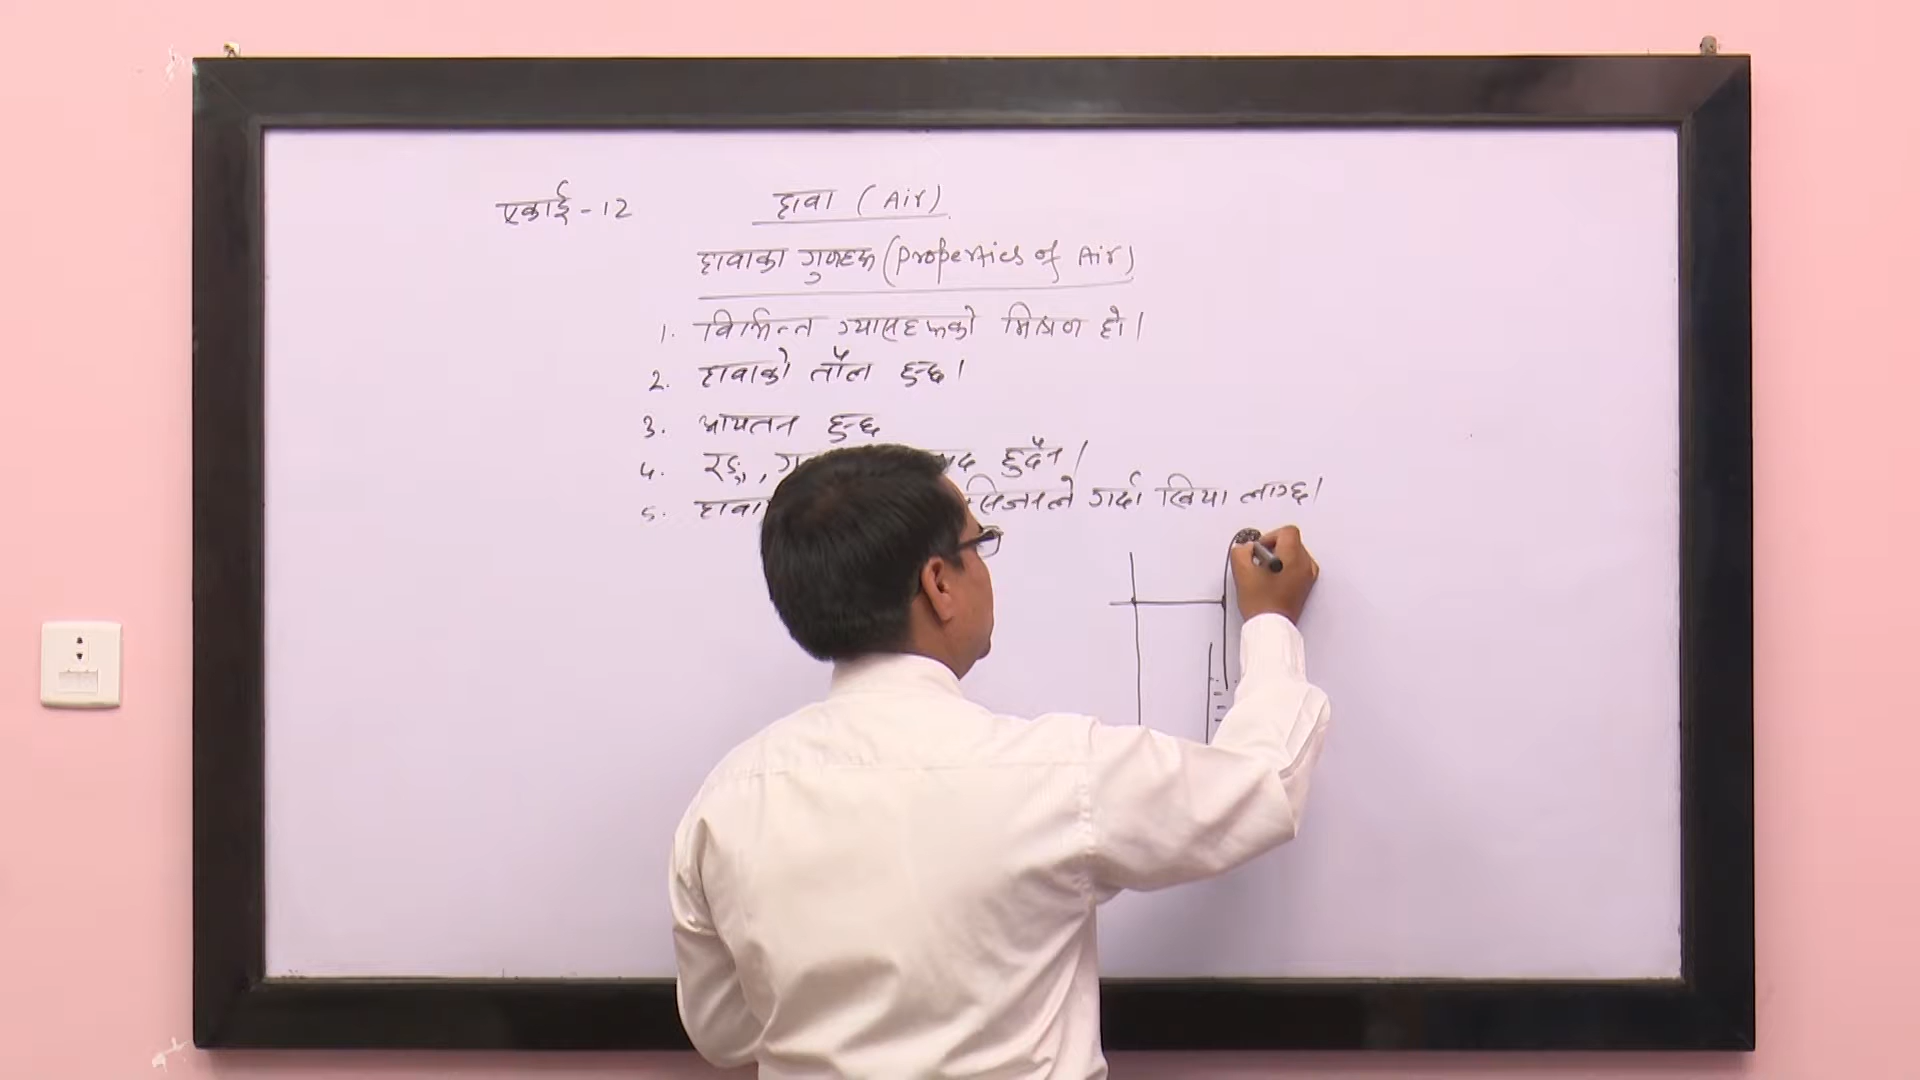 एकाई - 12 हावा (Air)
हावाका गुणहरू (Properties of Air)
1. विभिन्न ग्यासहरूको मिश्रण हो।
2. हावाको तौल हुन्छ।
3. आयतन हुन्छ
4. रङ्ग, हुदैन।
5. गर्दा खिया लाग्छ।